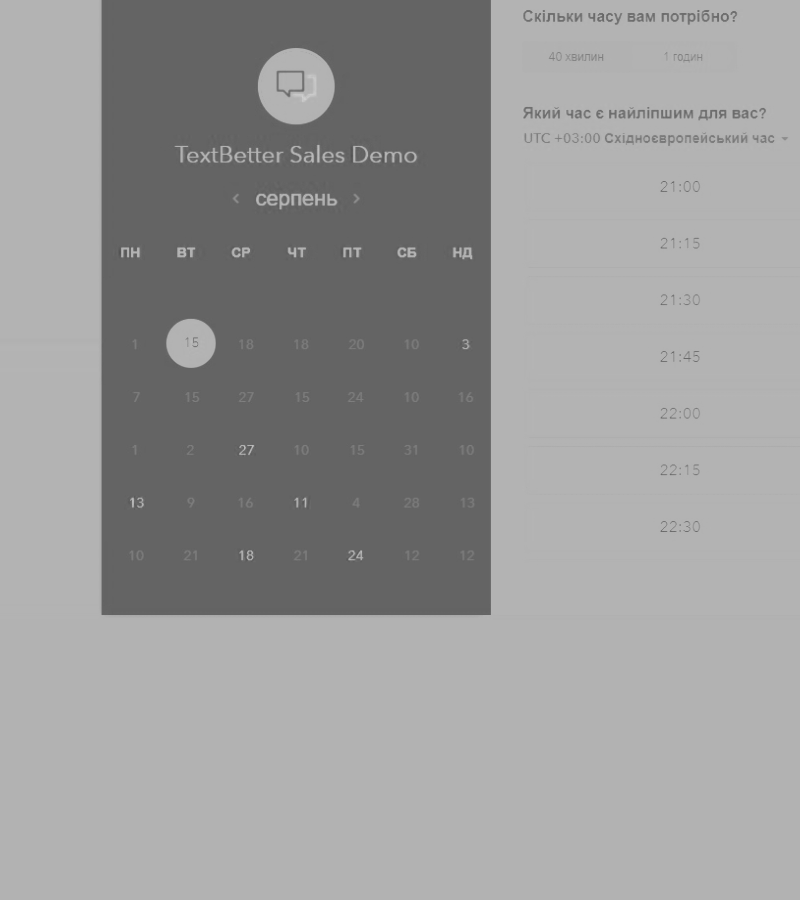 TextBetter Sales Demo
серпень
ПН ВТ СР ЧТ ПТ СБ НД
1 15 18 18 20 10 3
7 15 27 15 24 10 16
1 2 27 10 15 31 10
13 9 16 11 4 28 13
10 21 18 21 24 12 12
Скільки часу вам потрібно?
40 хвилин 1 годин
Який час є найліпшим для вас?
UTC +03:00 Східноєвропейський час
21:00
21:15
21:30
21:45
22:00
22:15
22:30